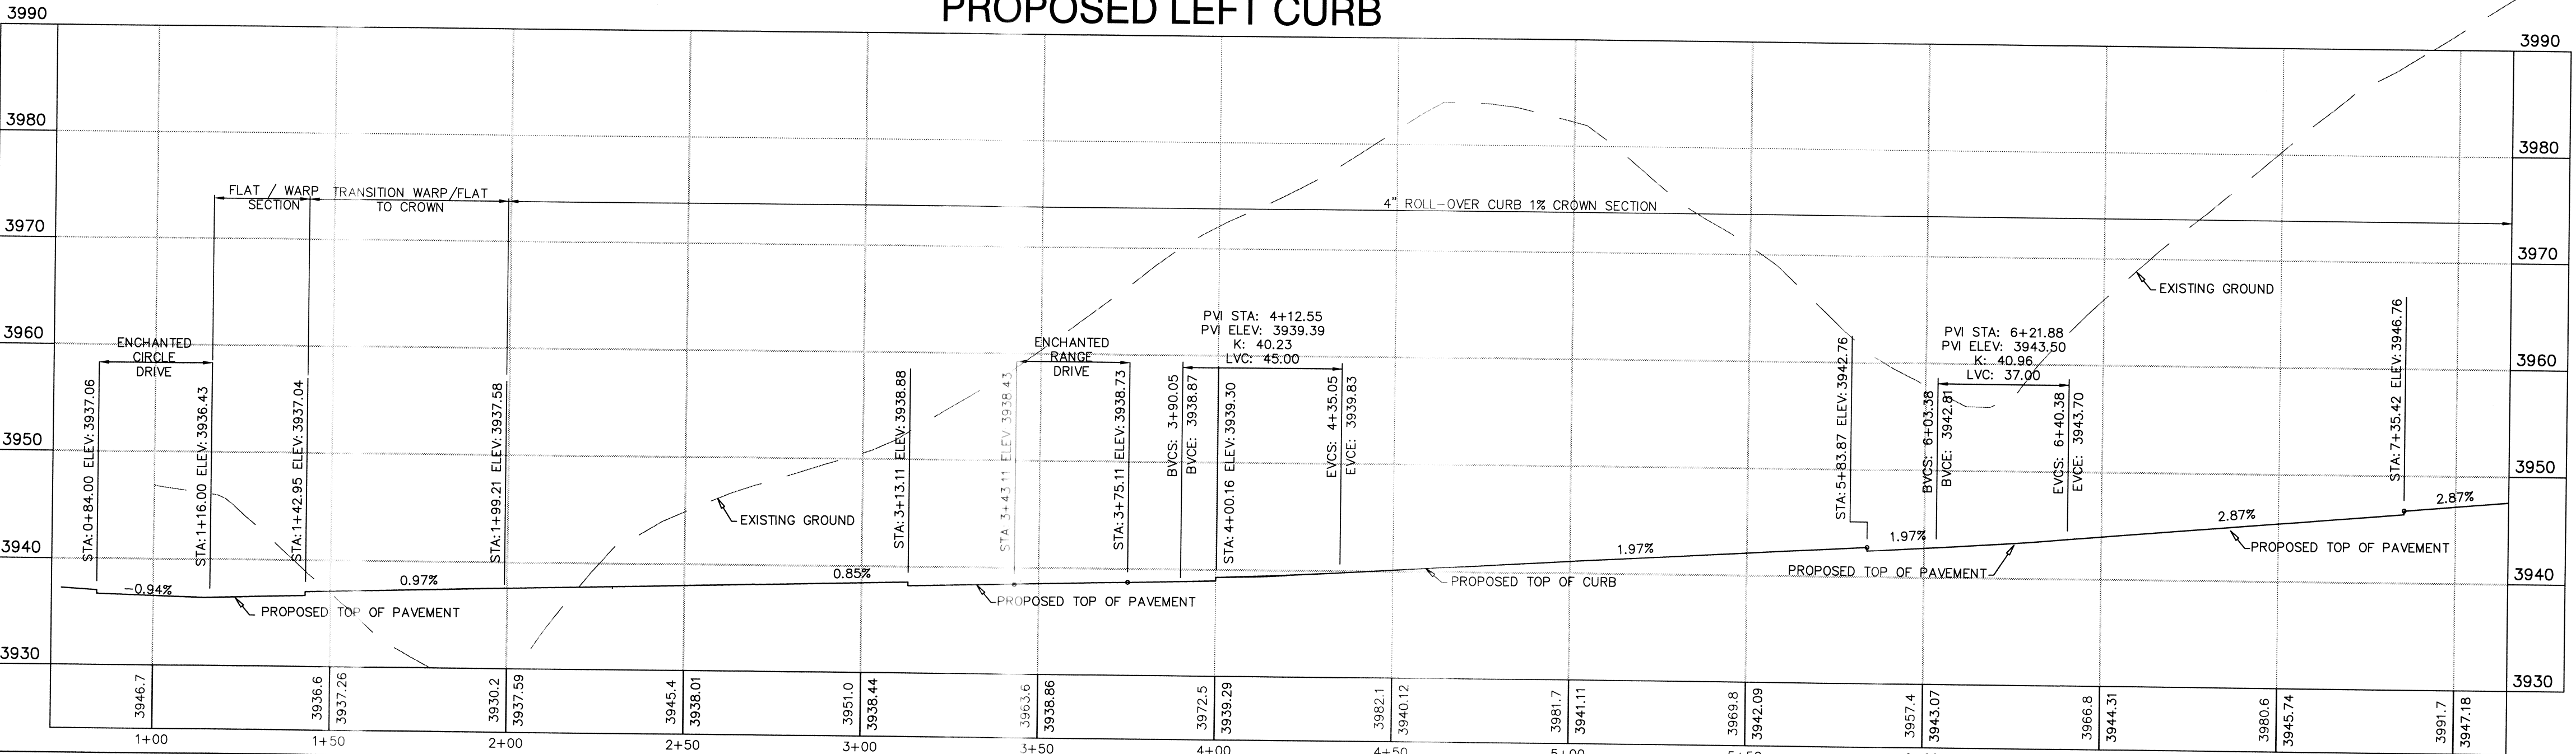 PROPOSED LEFT CURB
3990
3980
3970
3960
3950
3940
3930
3990
3980
3970
3960
3950
3940
3930
FLAT / WARP
SECTION
TRANSITION WARP/FLAT
TO CROWN
4" ROLL-OVER CURB 1% CROWN SECTION
ENCHANTED
CIRCLE
DRIVE
STA: 0+84.00 ELEV: 3937.06
STA: 1+16.00 ELEV: 3936.43
STA: 1+42.95 ELEV: 3937.04
STA: 1+99.21 ELEV: 3937.58
STA: 3+13.11 ELEV: 3938.88
STA 3+43.11 ELEV 3938.43
ENCHANTED
RANGE
DRIVE
STA: 3+75.11 ELEV: 3938.73
PVI STA: 4+12.55
PVI ELEV: 3939.39
K: 40.23
LVC: 45.00
BVCS: 3+90.05
BVCE: 3938.87
STA: 4+00.16 ELEV: 3939.30
EVCS: 4+35.05
EVCE: 3939.83
STA: 5+83.87 ELEV: 3942.76
PVI STA: 6+21.88
PVI ELEV: 3943.50
K: 40.96
LVC: 37.00
BVCS: 6+03.38
BVCE: 3942.81
EVCS: 6+40.38
EVCE: 3943.70
STA: 7+35.42 ELEV: 3946.76
EXISTING GROUND
EXISTING GROUND
-0.94%
0.97%
0.85%
1.97%
1.97%
2.87%
2.87%
PROPOSED TOP OF PAVEMENT
PROPOSED TOP OF PAVEMENT
PROPOSED TOP OF CURB
PROPOSED TOP OF PAVEMENT
PROPOSED TOP OF PAVEMENT
3946.7
3936.6
3937.26
3930.2
3937.59
3945.4
3938.01
3951.0
3938.44
3963.6
3938.86
3972.5
3939.29
3982.1
3940.12
3981.7
3941.11
3969.8
3942.09
3957.4
3943.07
3966.8
3944.31
3980.6
3945.74
3991.7
3947.18
1+00
1+50
2+00
2+50
3+00
3+50
4+00
4+50